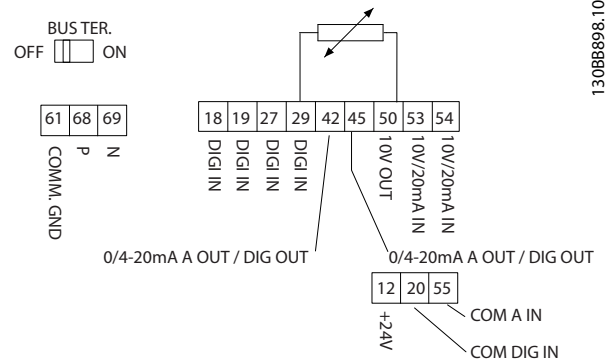 130BB898.10
BUS TER.
OFF ON
61 68 69
COMM. GND
P
N
18 19 27 29 42 45 50 53 54
DIGI IN
DIGI IN
DIGI IN
DIGI IN
10V OUT
10V/20mA IN
10V/20mA IN
0/4-20mA A OUT / DIG OUT
0/4-20mA A OUT / DIG OUT
12 20 55
+24V
COM A IN
COM DIG IN